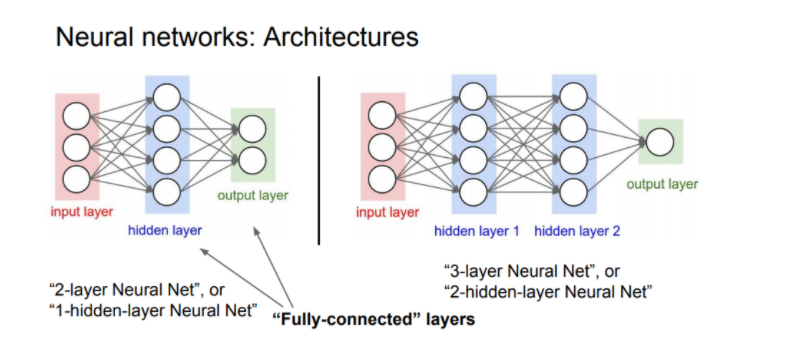 Neural networks: Architectures
input layer
hidden layer
output layer
“2-layer Neural Net”, or
“1-hidden-layer Neural Net”
“Fully-connected” layers
input layer
hidden layer 1
hidden layer 2
output layer
“3-layer Neural Net”, or
“2-hidden-layer Neural Net”